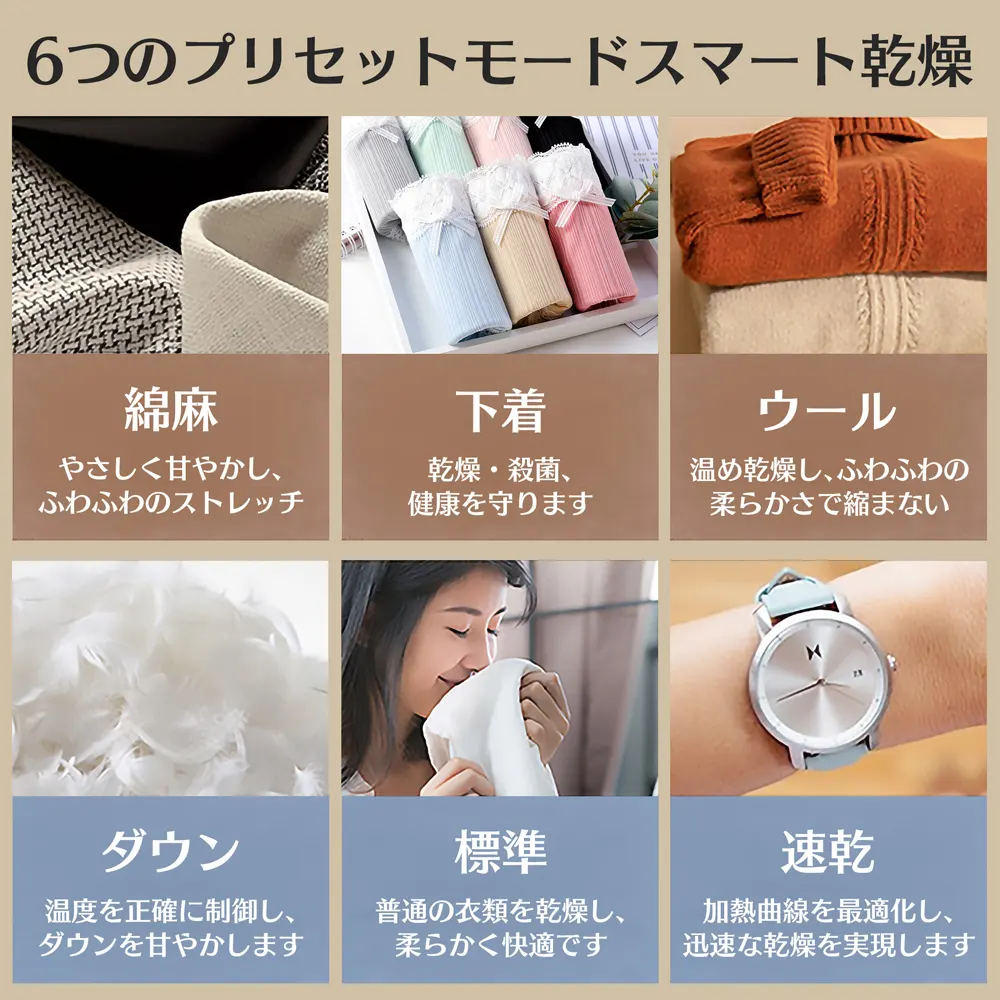 6つのプリセットモードスマート乾燥
綿麻
やさしく甘やかし、
ふわふわのストレッチ
下着
乾燥・殺菌、
健康を守ります
ウール
温め乾燥し、ふわふわの
柔らかさで縮まない
ダウン
温度を正確に制御し、
ダウンを甘やかします
標準
普通の衣類を乾燥し、
柔らかく快適です
速乾
加熱曲線を最適化し、
迅速な乾燥を実現します